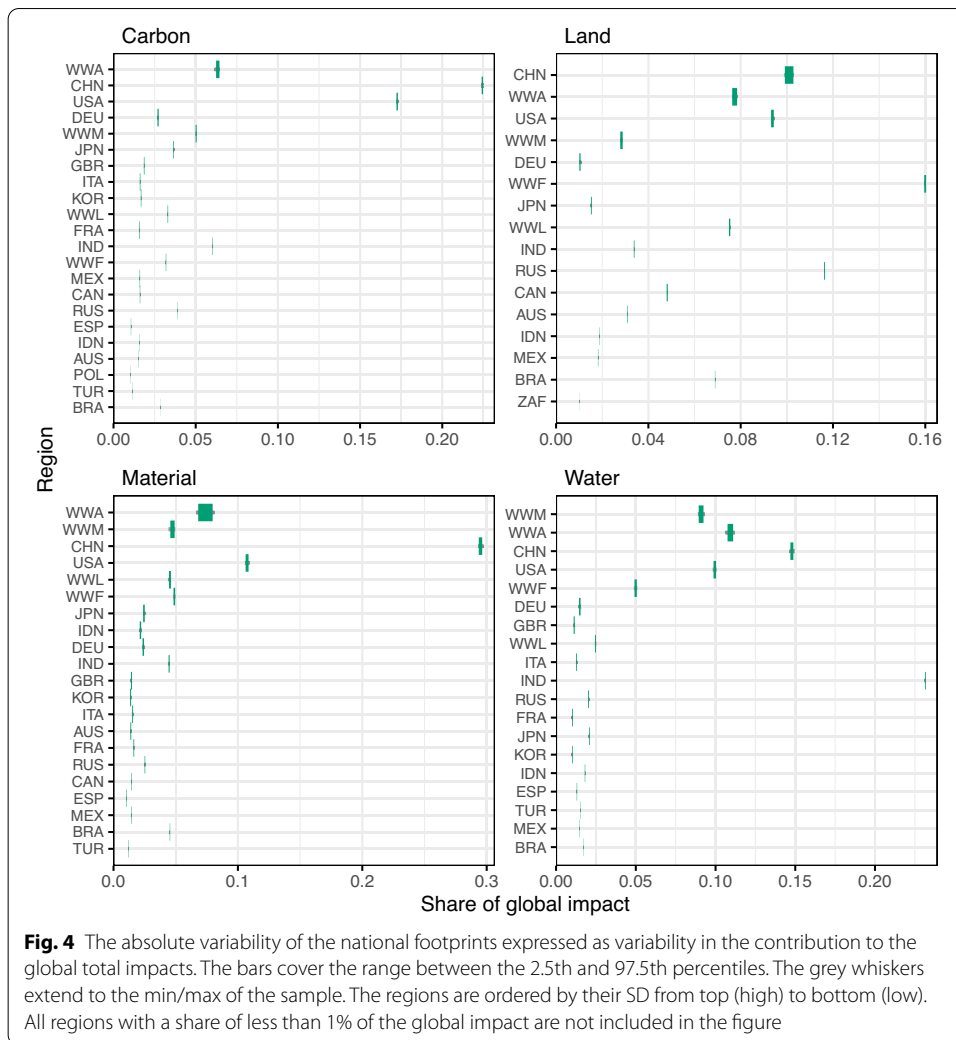 Carbon
WWA
CHN
USA
DEU
WWM
JPN
GBR
ITA
KOR
WWL
FRA
IND
WWF
MEX
CAN
RUS
ESP
IDN
AUS
POL
TUR
BRA
0.00 0.05 0.10 0.15 0.20
Land
CHN
WWA
USA
WWM
DEU
WWF
JPN
WWL
IND
RUS
CAN
AUS
IDN
MEX
BRA
ZAF
0.00 0.04 0.08 0.12 0.16
Region
Material
WWA
WWM
CHN
USA
WWL
WWF
JPN
IDN
DEU
IND
GBR
KOR
ITA
AUS
FRA
RUS
CAN
ESP
MEX
BRA
TUR
0.0 0.1 0.2 0.3
Water
WWM
WWA
CHN
USA
WWF
DEU
GBR
WWL
ITA
IND
RUS
FRA
JPN
KOR
IDN
ESP
TUR
MEX
BRA
0.00 0.05 0.10 0.15 0.20
Share of global impact
Fig. 4 The absolute variability of the national footprints expressed as variability in the contribution to the
global total impacts. The bars cover the range between the 2.5th and 97.5th percentiles. The grey whiskers
extend to the min/max of the sample. The regions are ordered by their SD from top (high) to bottom (low).
All regions with a share of less than 1% of the global impact are not included in the figure